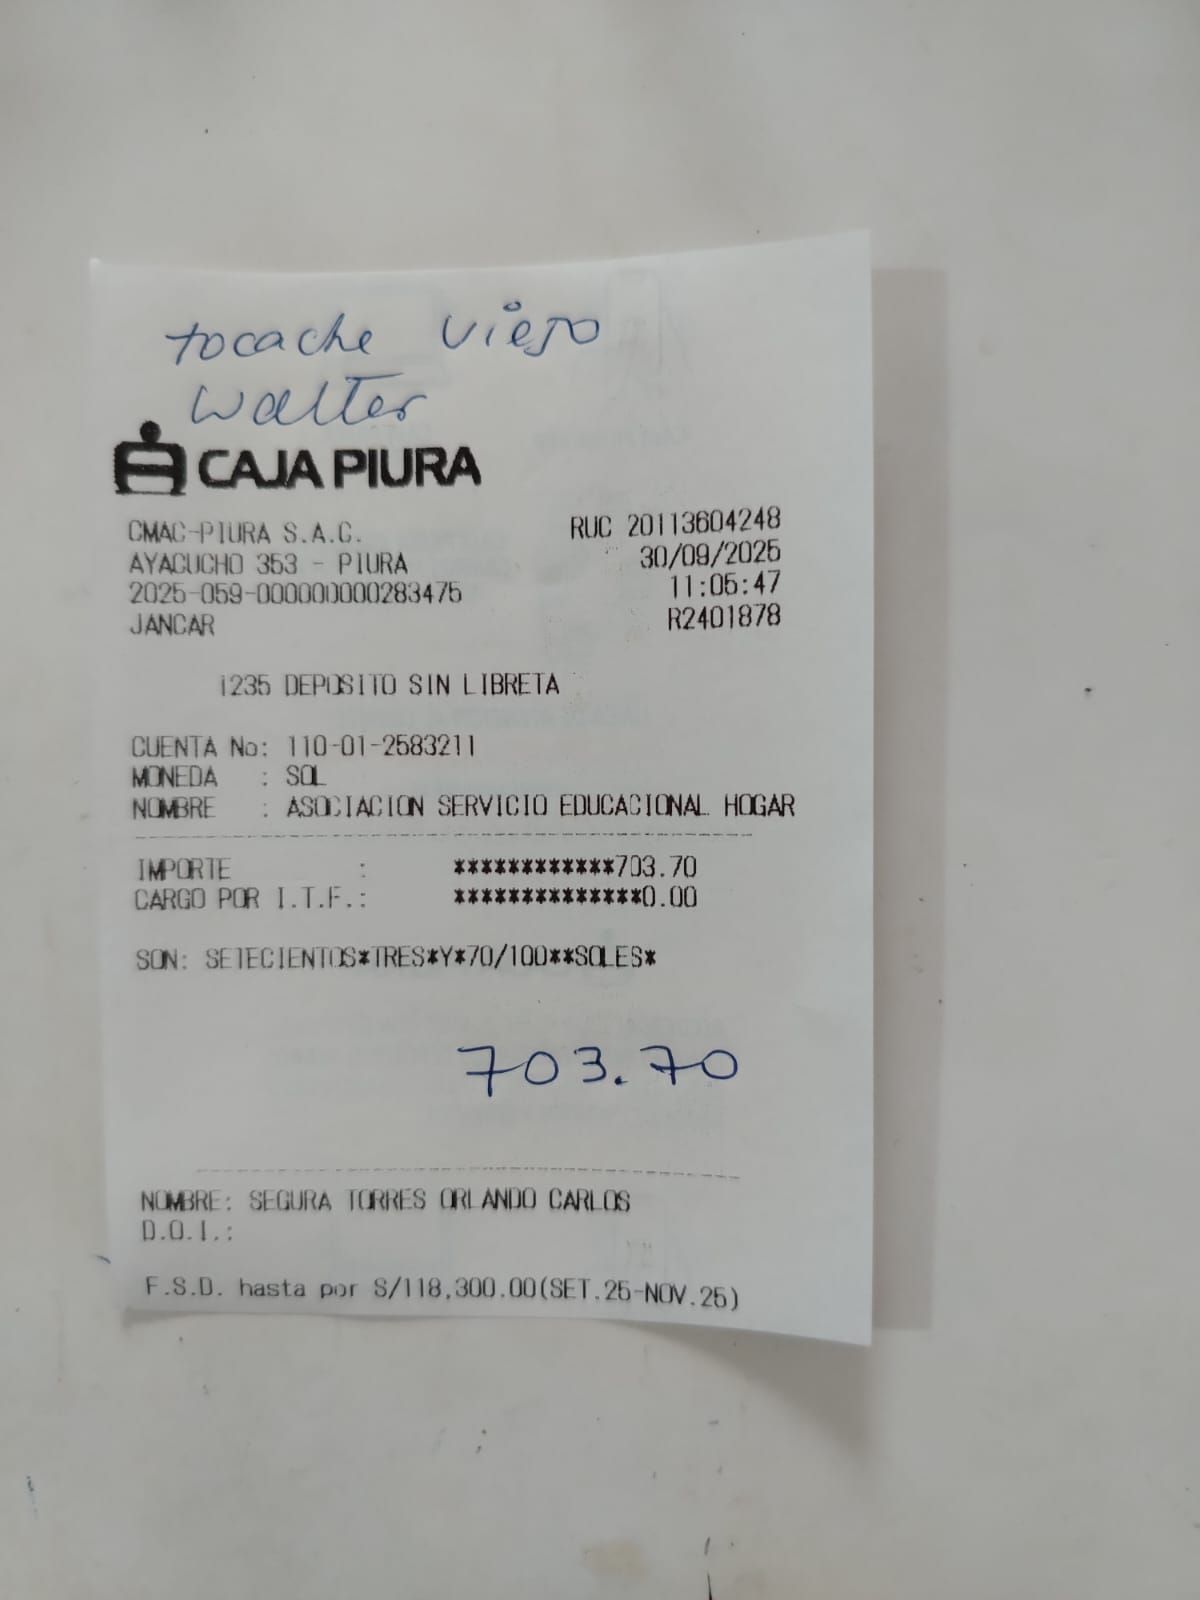 tocache viejo
walter
CAJA PIURA
CMAC-PIURA S.A.C. RUC 20113604248
AYACUCHO 353 - PIURA 30/09/2025
2025-059-000000000283475 11:05:47
JANCAR R2401878
1235 DEPOSITO SIN LIBRETA
CUENTA No: 110-01-2583211
MONEDA : SOL
NOMBRE : ASOCIACION SERVICIO EDUCACIONAL HOGAR
IMPORTE : ************703.70
CARGO POR I.T.F.: **************0.00
SON: SETECIENTOS*TRES*Y*70/100**SOLES*
703.70
NOMBRE: SEGURA TORRES ORLANDO CARLOS
D.O.I.:
F.S.D. hasta por S/118,300.00(SET.25-NOV.25)